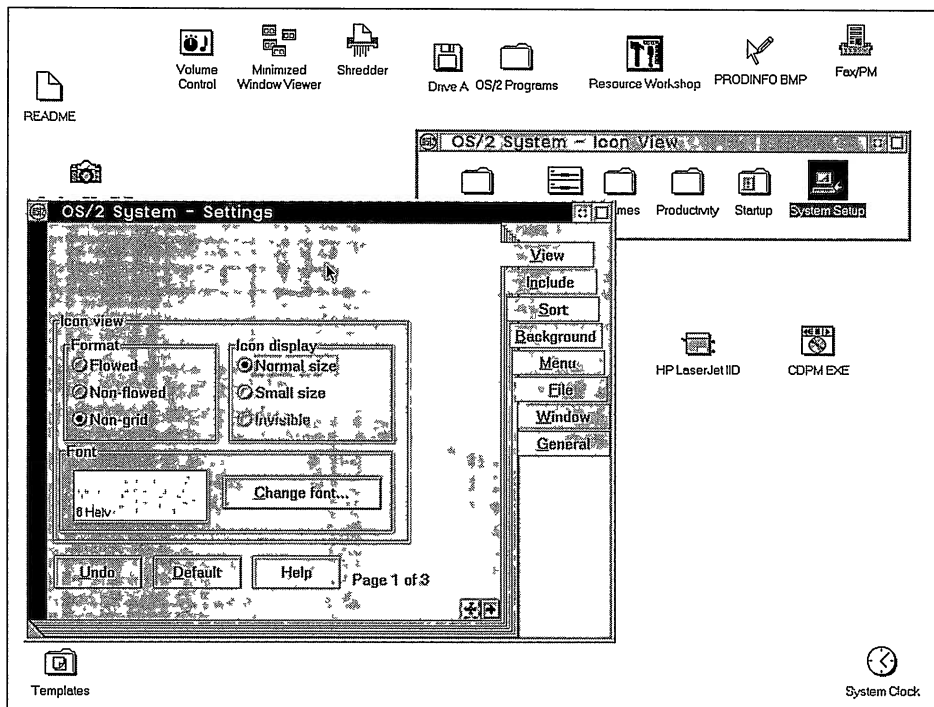 README
Volume
Control
Minimized
Window Viewer
Shredder
Drive A
OS/2 Programs
Resource Workshop
PRODINFO BMP
Fax/PM
OS/2 System - Icon View
mes
Productivity
Startup
System Setup
OS/2 System - Settings
View
Include
Sort
Background
Menu
File
Window
General
Icon view
Format
Flowed
Non-flowed
Non-grid
Icon display
Normal size
Small size
Invisible
Font
8 Helv
Change font...
Undo
Default
Help
Page 1 of 3
HP LaserJet IID
CDPM EXE
Templates
System Clock